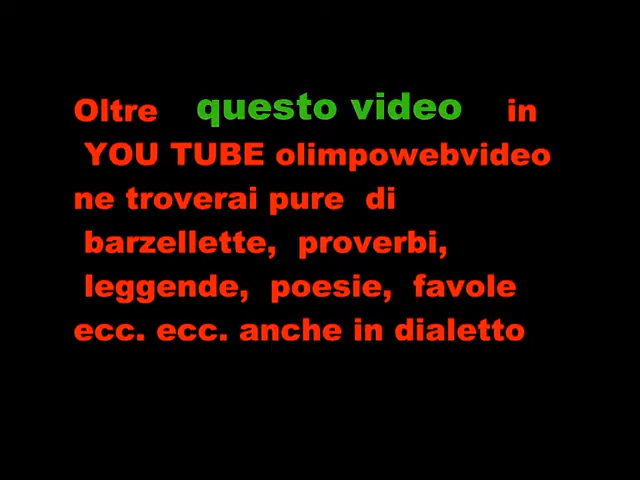 Oltre questo video in
YOU TUBE olimpowebvideo
ne troverai pure di
barzellette, proverbi,
leggende, poesie, favole
ecc. ecc. anche in dialetto